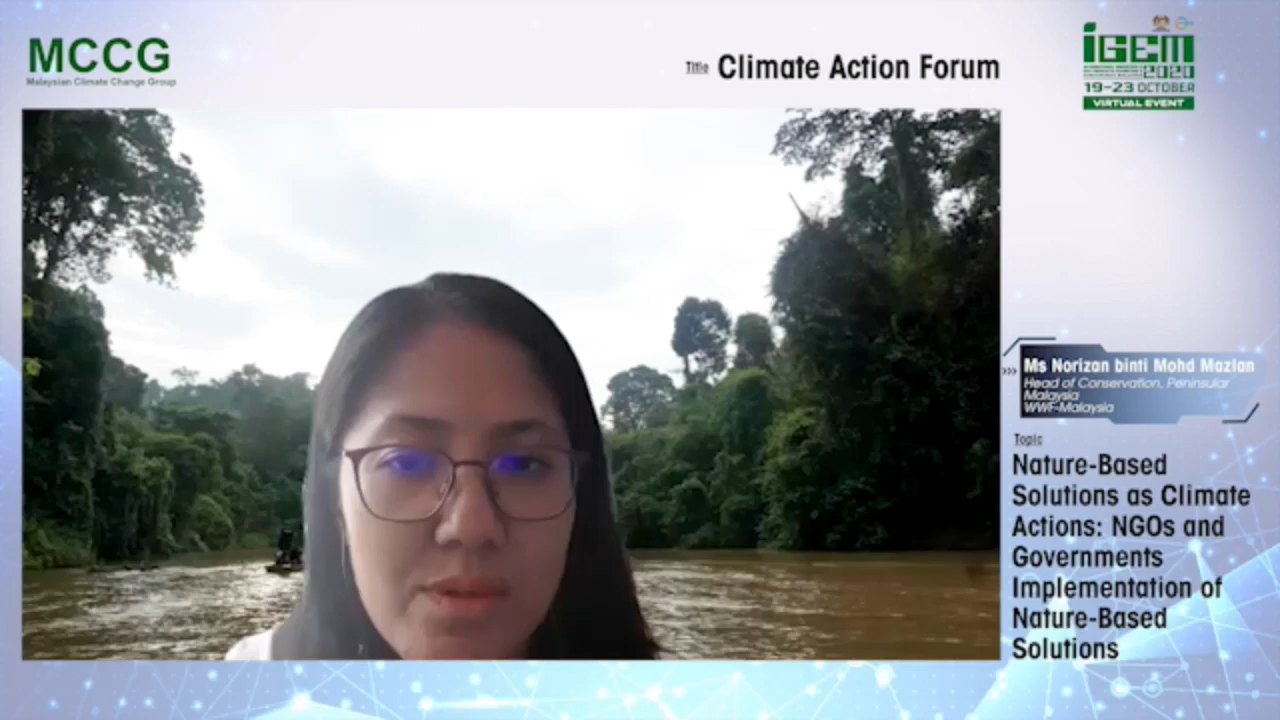 MCCG
Malaysian Climate Change Group
Title Climate Action Forum
iGEM
2020
19-23 OCTOBER
VIRTUAL EVENT
Ms Norizan binti Mohd Mazlan
Head of Conservation, Peninsular
Malaysia
WWF-Malaysia
Topic
Nature-Based
Solutions as Climate
Actions: NGOs and
Governments
Implementation of
Nature-Based
Solutions